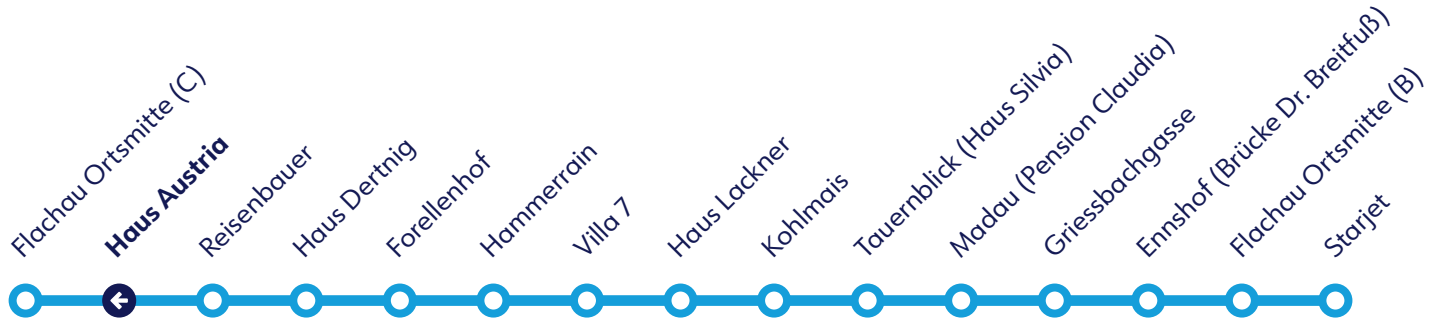 Flachau Ortsmitte (C)
Haus Austria
Reisenbauer
Haus Dertnig
Forellenhof
Hammerrain
Villa 7
Haus Lackner
Kohlmais
Tauernblick (Haus Silvia)
Madau (Pension Claudia)
Griessbachgasse
Ennshof (Brücke Dr. Breitfuß)
Flachau Ortsmitte (B)
Starjet